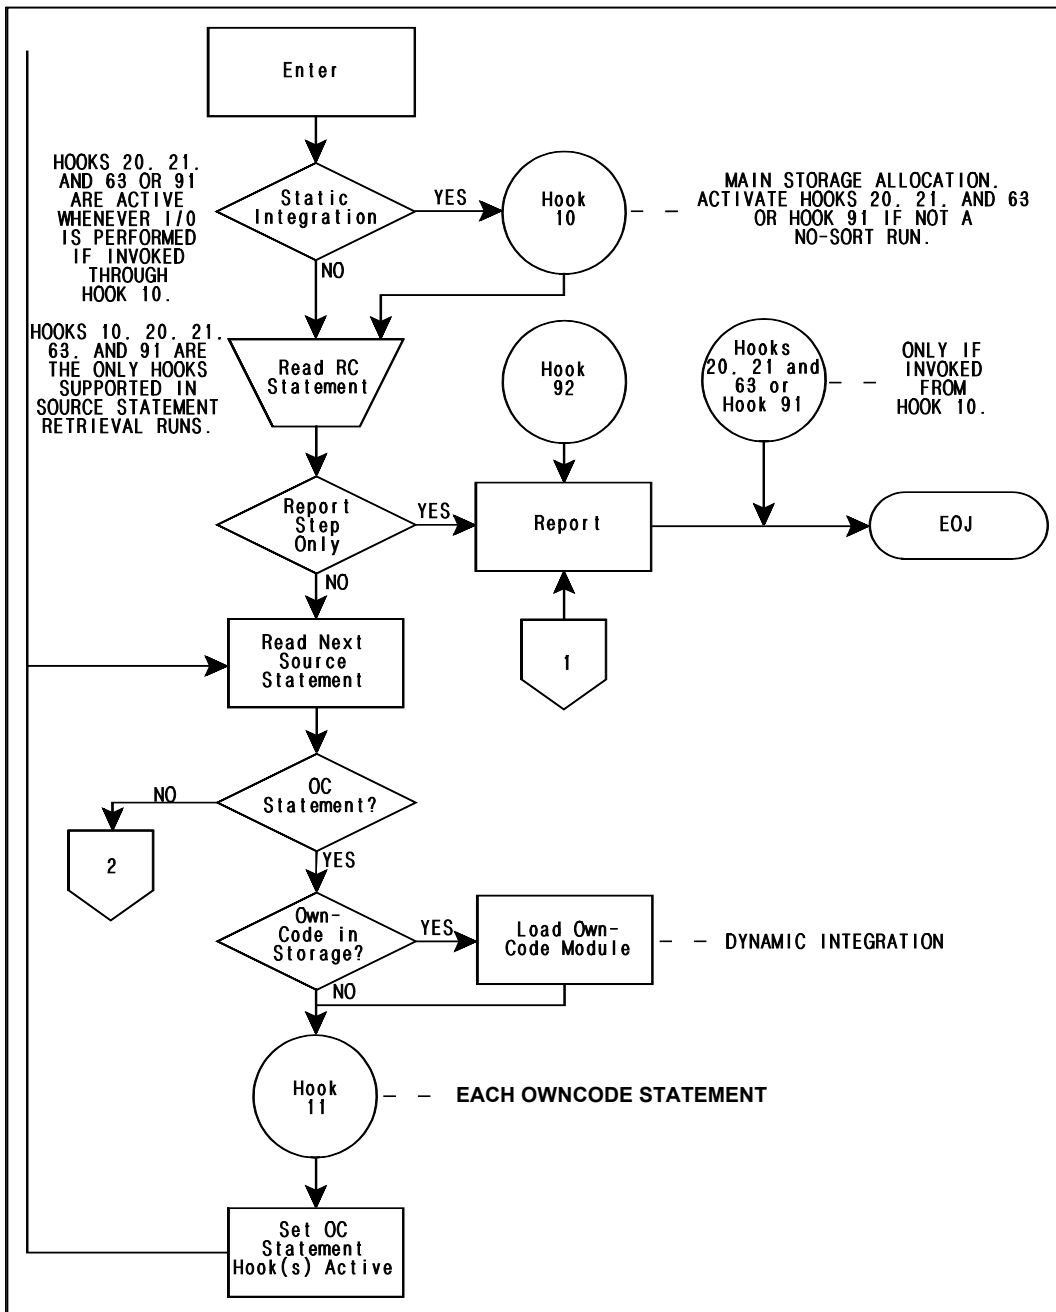 Enter
HOOKS 20. 21.
AND 63 OR 91
ARE ACTIVE
WHENEVER I/O
IS PERFORMED
IF INVOKED
THROUGH
HOOK 10.
Static
Integration
YES
Hook
10
MAIN STORAGE ALLOCATION.
ACTIVATE HOOKS 20. 21. AND 63
OR HOOK 91 IF NOT A
NO-SORT RUN.
NO
HOOKS 10. 20. 21.
63. AND 91 ARE
THE ONLY HOOKS
SUPPORTED IN
SOURCE STATEMENT
RETRIEVAL RUNS.
Read RC
Statement
Hook
92
Hooks
20. 21 and
63 or
Hook 91
ONLY IF
INVOKED
FROM
HOOK 10.
Report
Step
Only
YES
Report
EOJ
NO
Read Next
Source
Statement
1
OC
Statement?
NO
2
YES
Own-
Code in
Storage?
YES
Load Own-
Code Module
DYNAMIC INTEGRATION
NO
Hook
11
EACH OWNCODE STATEMENT
Set OC
Statement
Hook(s) Active